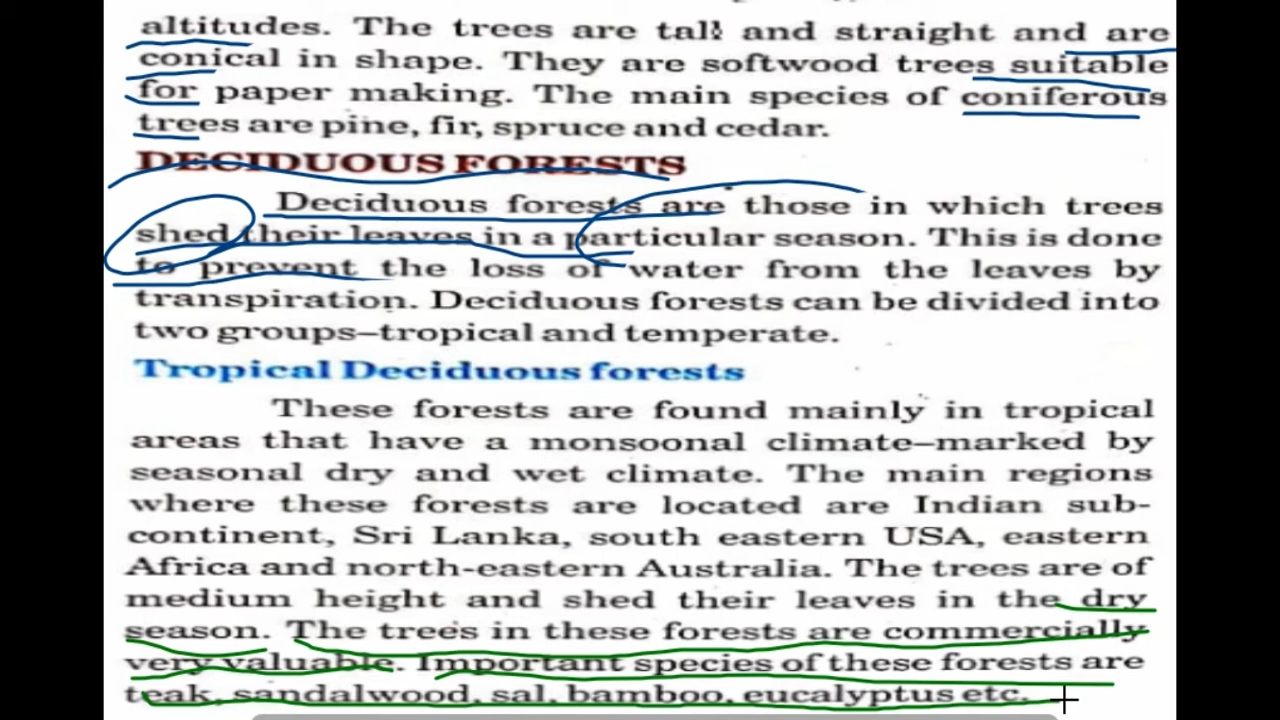 altitudes. The trees are tall and straight and are
conical in shape. They are softwood trees suitable
for paper making. The main species of coniferous
trees are pine, fir, spruce and cedar.
DECIDUOUS FORESTS
Deciduous forests are those in which trees
shed their leaves in a particular season. This is done
to prevent the loss of water from the leaves by
transpiration. Deciduous forests can be divided into
two groups–tropical and temperate.
Tropical Deciduous forests
These forests are found mainly in tropical
areas that have a monsoonal climate–marked by
seasonal dry and wet climate. The main regions
where these forests are located are Indian sub-
continent, Sri Lanka, south eastern USA, eastern
Africa and north-eastern Australia. The trees are of
medium height and shed their leaves in the dry
season. The trees in these forests are commercially
very valuable. Important species of these forests are
teak, sandalwood, sal, bamboo, eucalyptus etc.